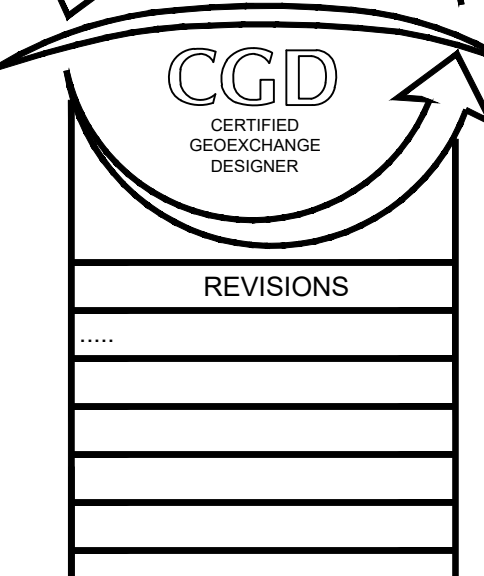 CGD
CERTIFIED
GEOEXCHANGE
DESIGNER
REVISIONS
.....